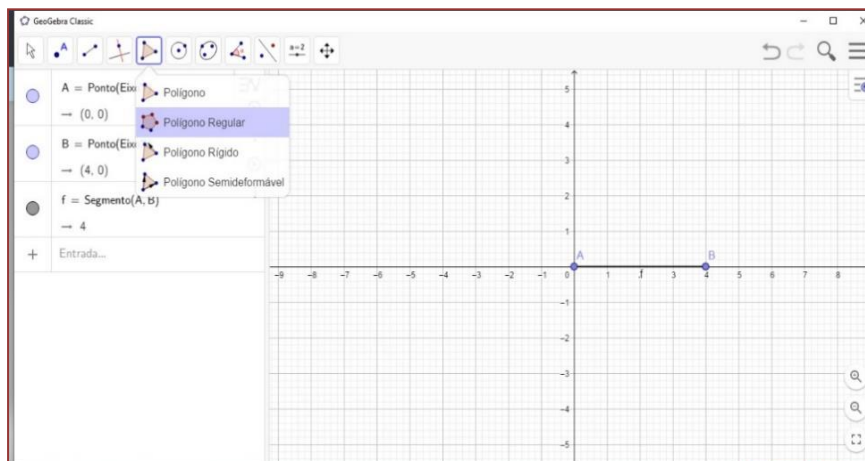 GeoGebra Classic
a=2
A = Ponto(Eix
→ (0, 0)
B = Ponto(Eix
→ (4, 0)
f = Segmento(A, B)
→ 4
Entrada...
Polígono
Polígono Regular
Polígono Rígido
Polígono Semideformável
5
4
3
2
1
A
B
f
-9 -8 -7 -6 -5 -4 -3 -2 -1 0 1 3 4 5 6 7 8
-1
-2
-3
-4
-5